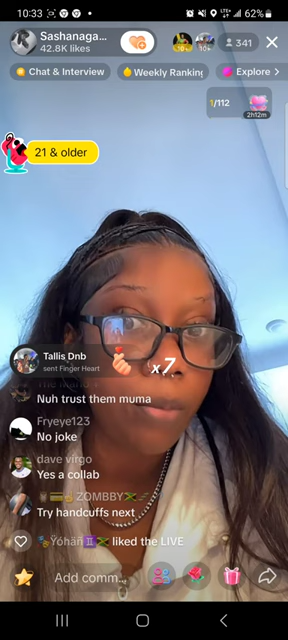 10:33
62%
Sashanaga...
42.8K likes
341
Chat & Interview
Weekly Ranking
Explore >
1/112
2h12m
21 & older
Tallis Dnb
sent Finger Heart
x7
Nuh trust them muma
Fryeye123
No joke
dave virgo
Yes a collab
ZOMBBY
Try handcuffs next
Ÿöhäñ liked the LIVE
Add comm...